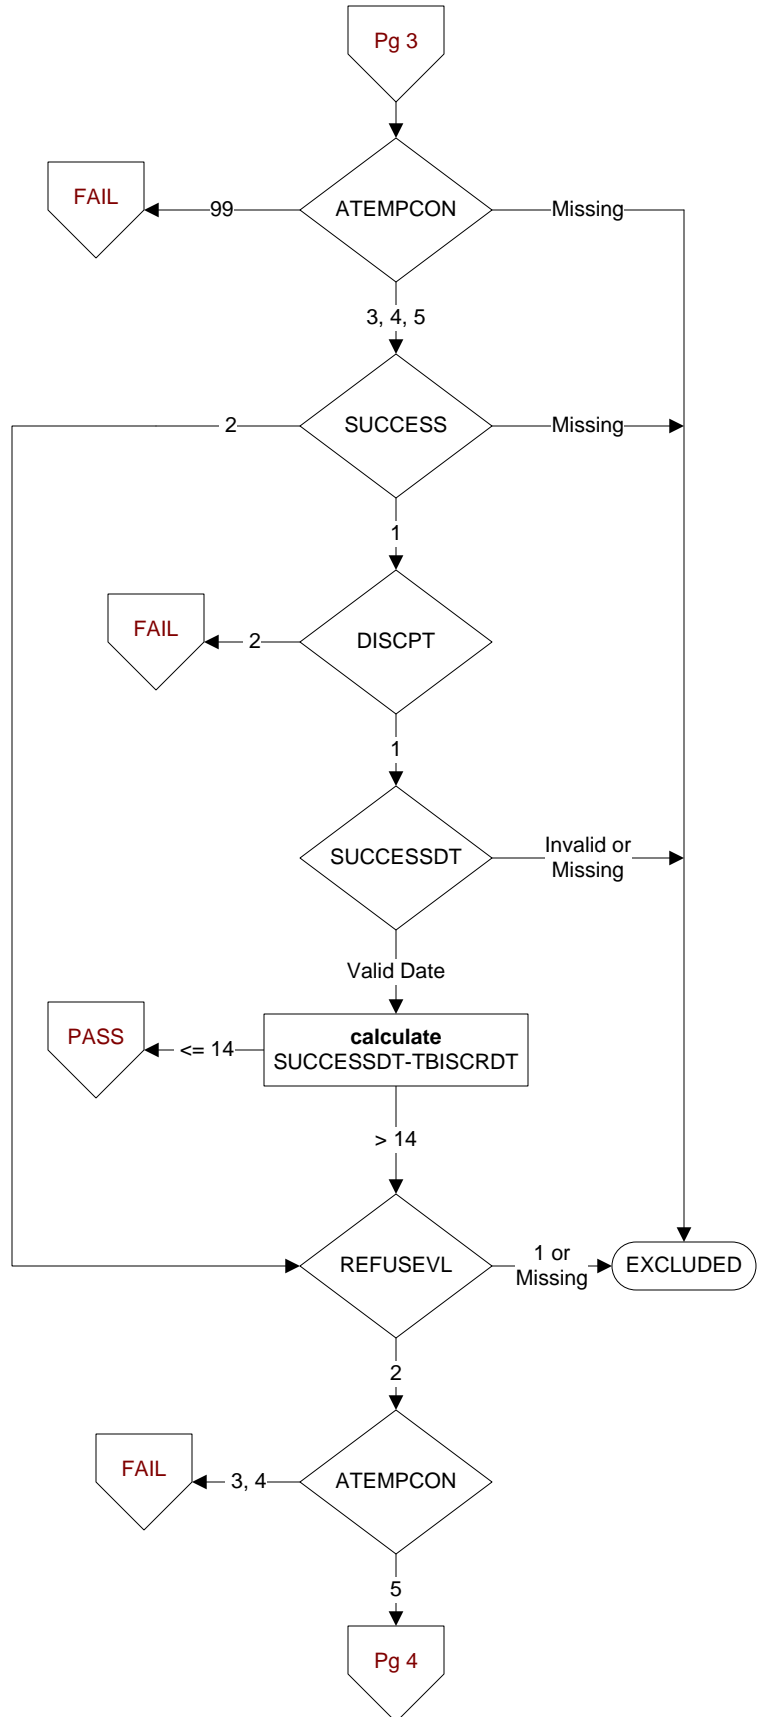 Pg 3
ATEMPCON
FAIL
99
Missing
3, 4, 5
SUCCESS
2
Missing
1
DISCPT
FAIL
2
1
SUCCESSDT
Invalid or
Missing
Valid Date
calculate
SUCCESSDT-TBISCRDT
PASS
<= 14
> 14
REFUSEVL
1 or
Missing
EXCLUDED
2
ATEMPCON
FAIL
3, 4
5
Pg 4